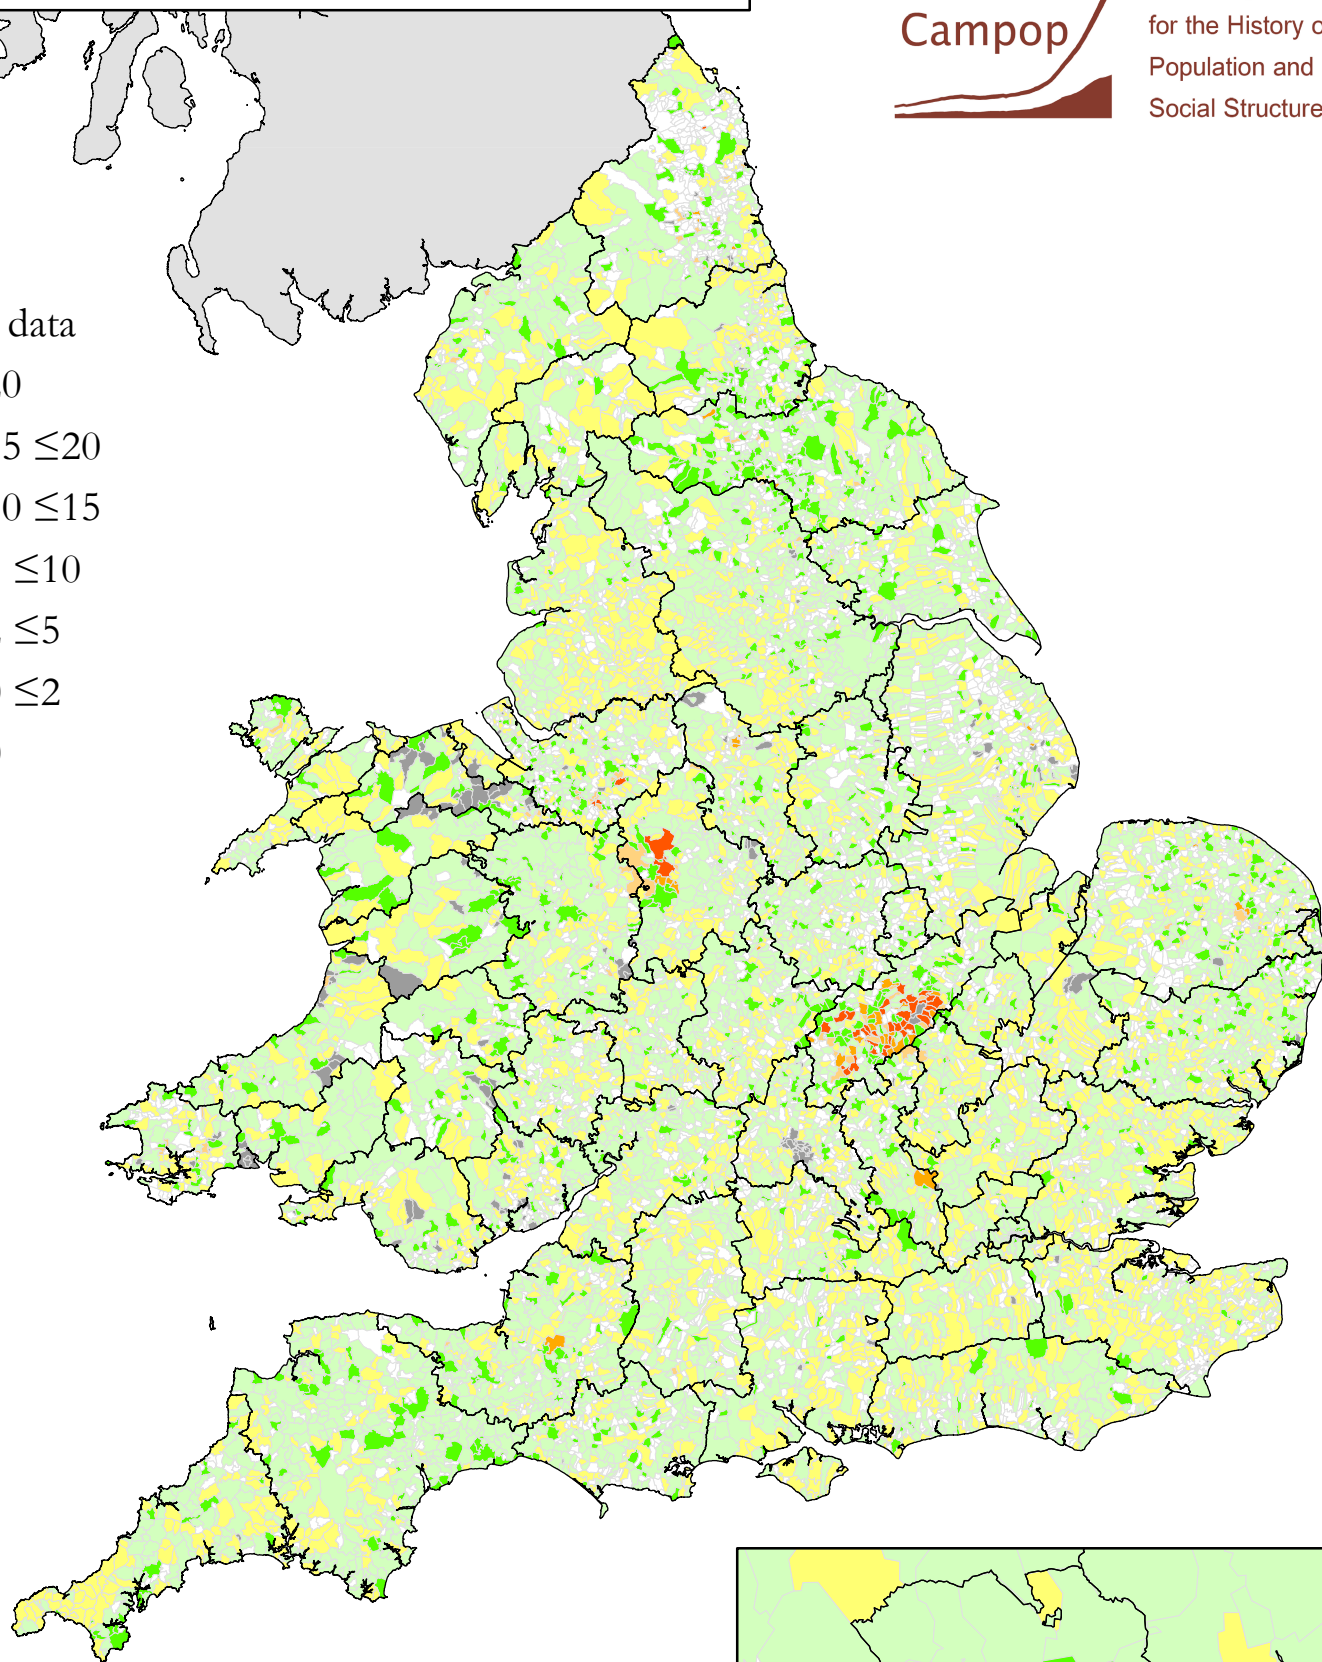 Campop
for the History o
Population and
Social Structure
data
0
5 ≤20
0 ≤15
≤10
≤5
≤2